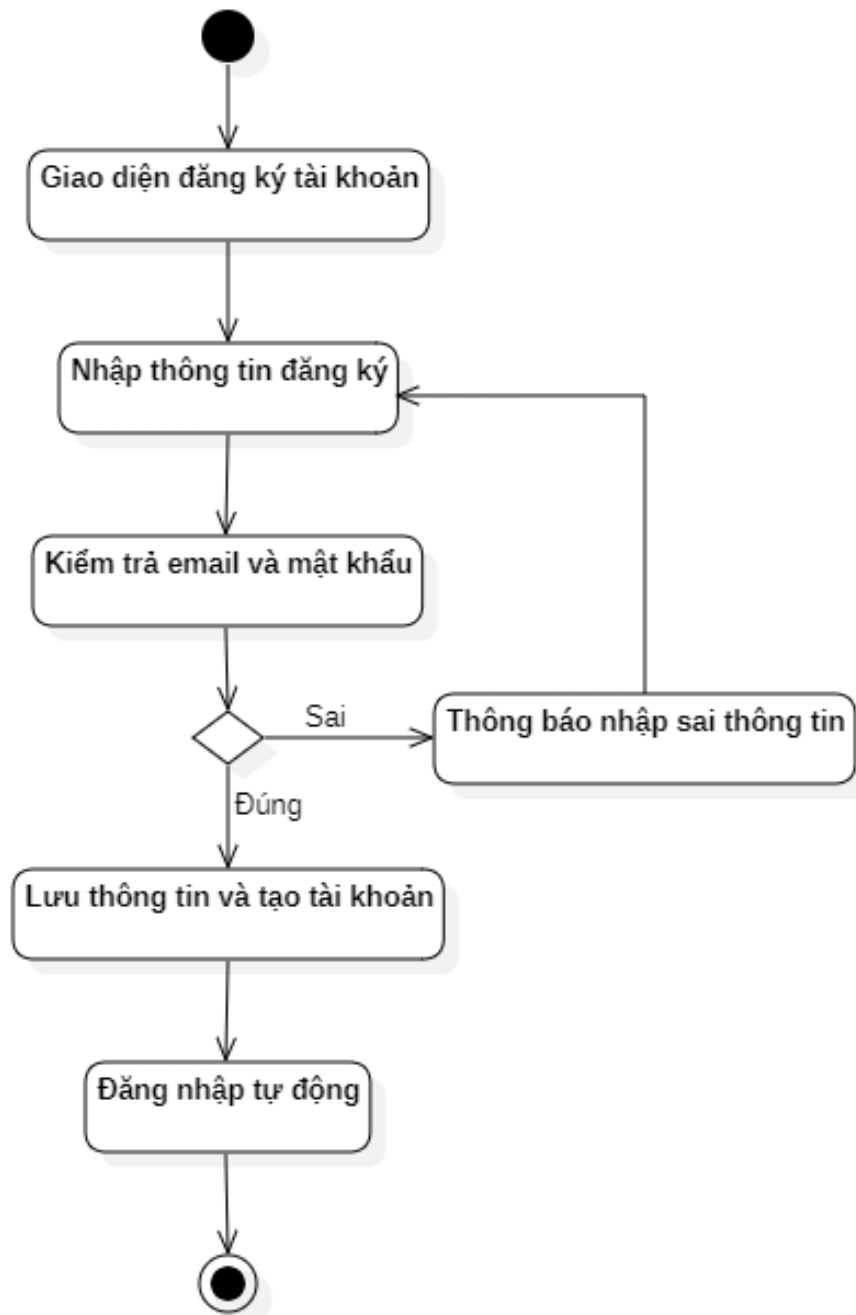 Giao diện đăng ký tài khoản
Nhập thông tin đăng ký
Kiểm trả email và mật khẩu
Sai
Thông báo nhập sai thông tin
Đúng
Lưu thông tin và tạo tài khoản
Đăng nhập tự động